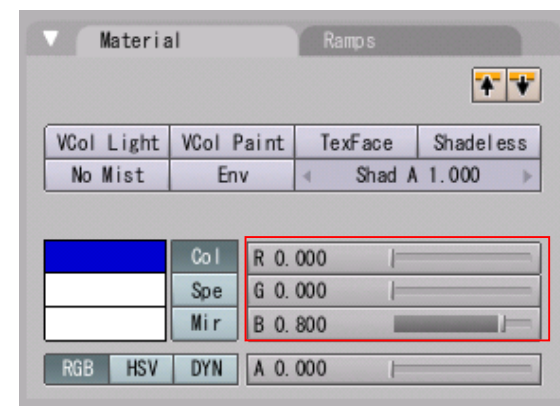 Material Ramps
VCol Light VCol Paint TexFace Shadeless
No Mist Env Shad A 1.000
Col R 0.000
Spe G 0.000
Mir B 0.800
RGB HSV DYN A 0.000